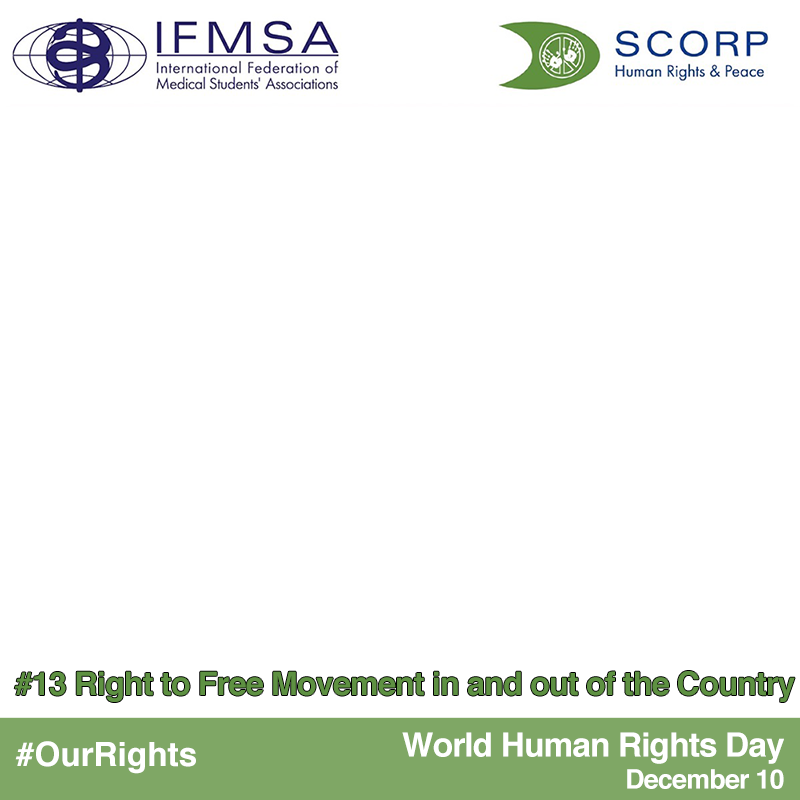 IFMSA
International Federation of
Medical Students' Associations
SCORP
Human Rights & Peace
#13 Right to Free Movement in and out of the Country
#OurRights
World Human Rights Day
December 10